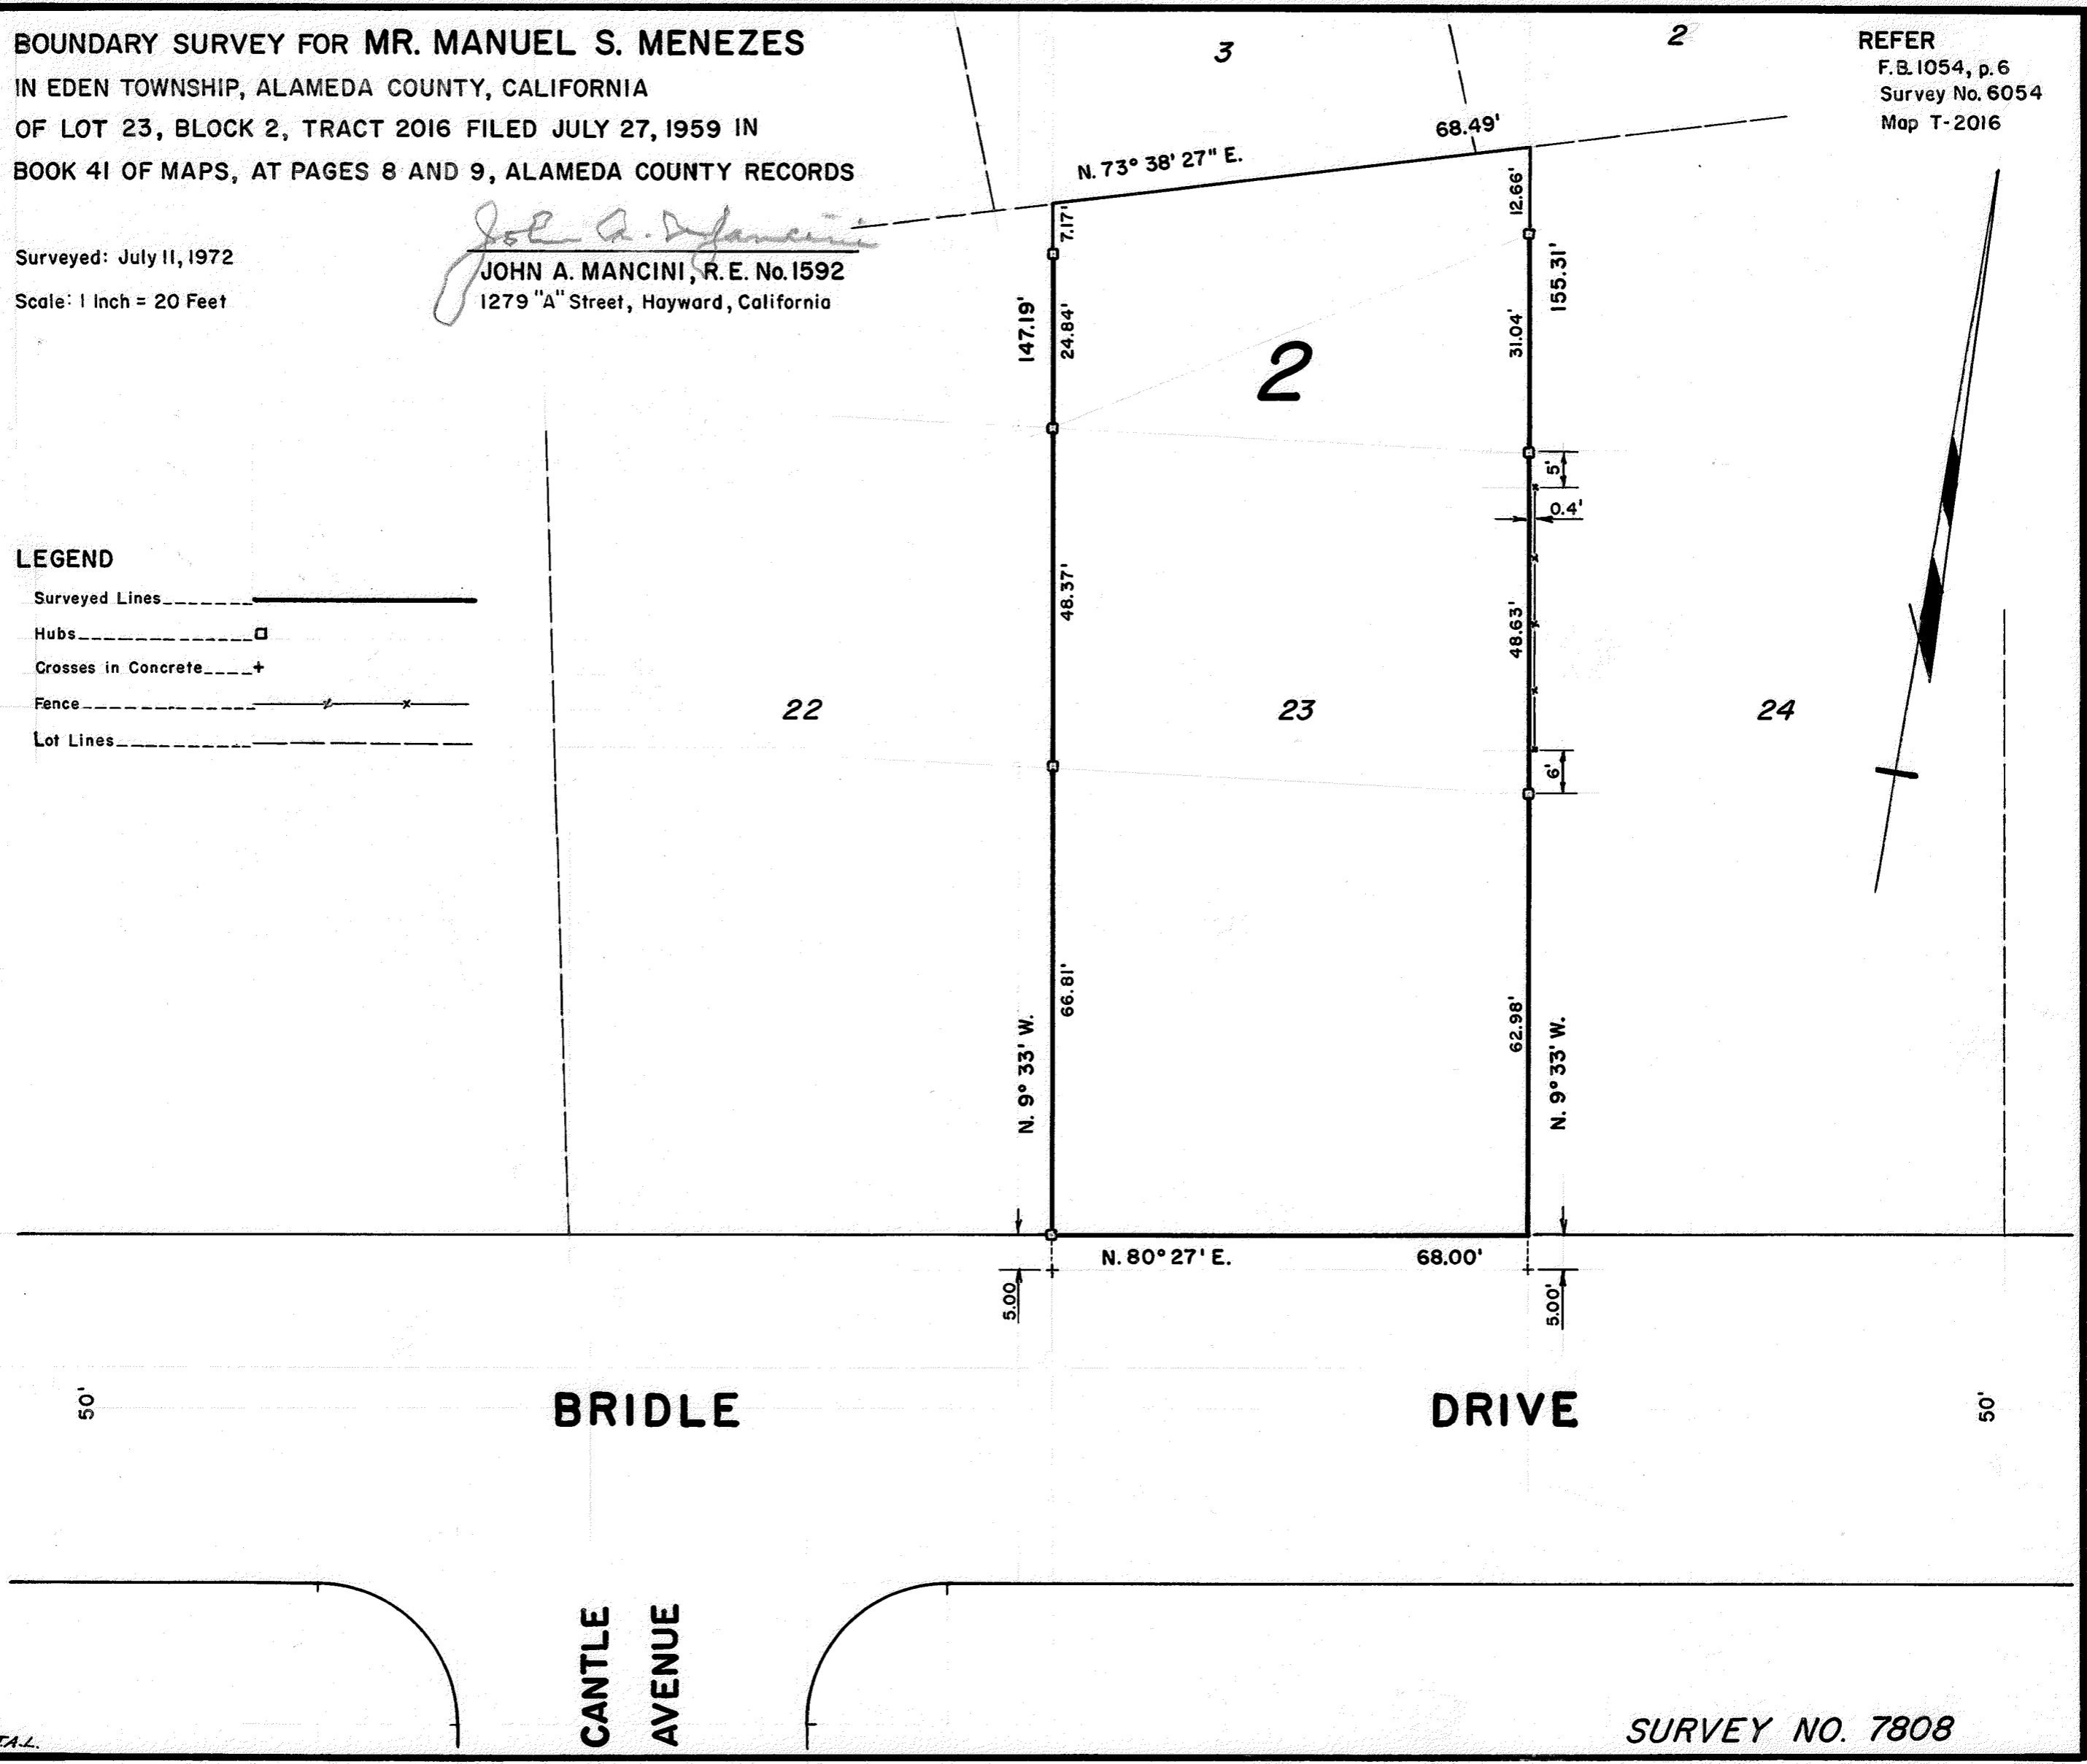 BOUNDARY SURVEY FOR MR. MANUEL S. MENEZES
IN EDEN TOWNSHIP, ALAMEDA COUNTY, CALIFORNIA
OF LOT 23, BLOCK 2, TRACT 2016 FILED JULY 27, 1959 IN
BOOK 41 OF MAPS, AT PAGES 8 AND 9, ALAMEDA COUNTY RECORDS
Surveyed: July 11, 1972
Scale: 1 Inch = 20 Feet
John A. Mancini
JOHN A. MANCINI, R.E. No. 1592
1279 "A" Street, Hayward, California
REFER
F.B. 1054, p. 6
Survey No. 6054
Map T-2016
3
2
N. 73° 38' 27" E.
68.49'
7.17'
12.66'
147.19'
24.84'
31.04'
155.31'
2
5'
0.4'
LEGEND
Surveyed Lines
Hubs
Crosses in Concrete
Fence
Lot Lines
48.37'
48.63'
22
23
24
6'
66.81'
62.98'
N. 9° 33' W.
N. 9° 33' W.
N. 80° 27' E.
68.00'
5.00
5.00'
50'
BRIDLE
DRIVE
50'
CANTLE
AVENUE
SURVEY NO. 7808